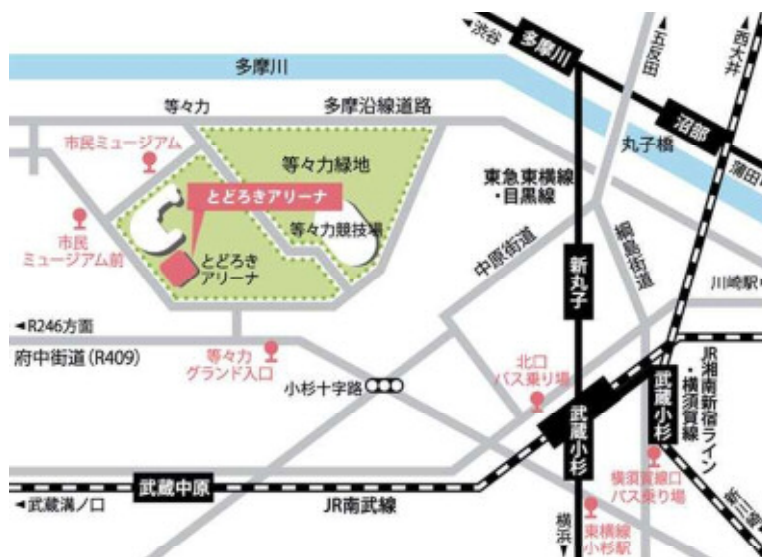 ◄渋谷
多摩川
五反田
西大井
多摩川
沼部
等々力
多摩沿線道路
丸子橋
蒲田
市民ミュージアム
等々力緑地
東急東横線
・目黒線
とどろきアリーナ
市民
ミュージアム前
等々力競技場
とどろき
アリーナ
中原街道
綱島街道
新丸子
川崎駅
◄R246方面
府中街道(R409)
等々力
グランド入口
小杉十字路
北口
バス乗り場
武蔵小杉
武蔵小杉
JR湘南新宿ライン
・横須賀線
横須賀線口
バス乗り場
武蔵中原
◄武蔵溝ノ口
JR南武線
横浜
東横線
小杉駅